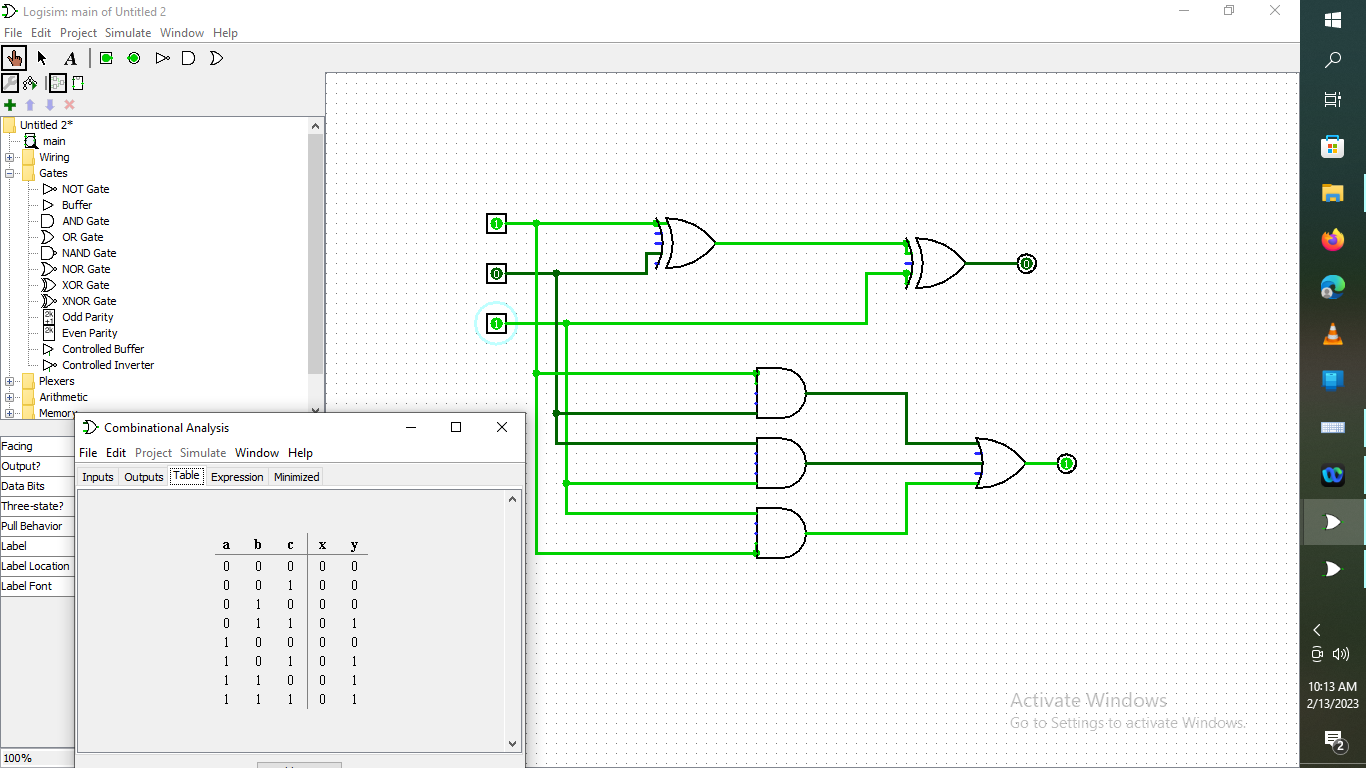 Logisim: main of Untitled 2
File Edit Project Simulate Window Help
A
Untitled 2*
main
Wiring
Gates
NOT Gate
Buffer
AND Gate
OR Gate
NAND Gate
NOR Gate
XOR Gate
XNOR Gate
Odd Parity
Even Parity
Controlled Buffer
Controlled Inverter
Plexers
Arithmetic
Memory
Facing
Output?
Data Bits
Three-state?
Pull Behavior
Label
Label Location
Label Font
100%
Combinational Analysis
File Edit Project Simulate Window Help
Inputs Outputs Table Expression Minimized
a b c x y
0 0 0 0 0
0 0 1 0 0
0 1 0 0 0
0 1 1 0 1
1 0 0 0 0
1 0 1 0 1
1 1 0 0 1
1 1 1 0 1
1
0
1
0
1
Activate Windows
Go to Settings to activate Windows.
10:13 AM
2/13/2023
2